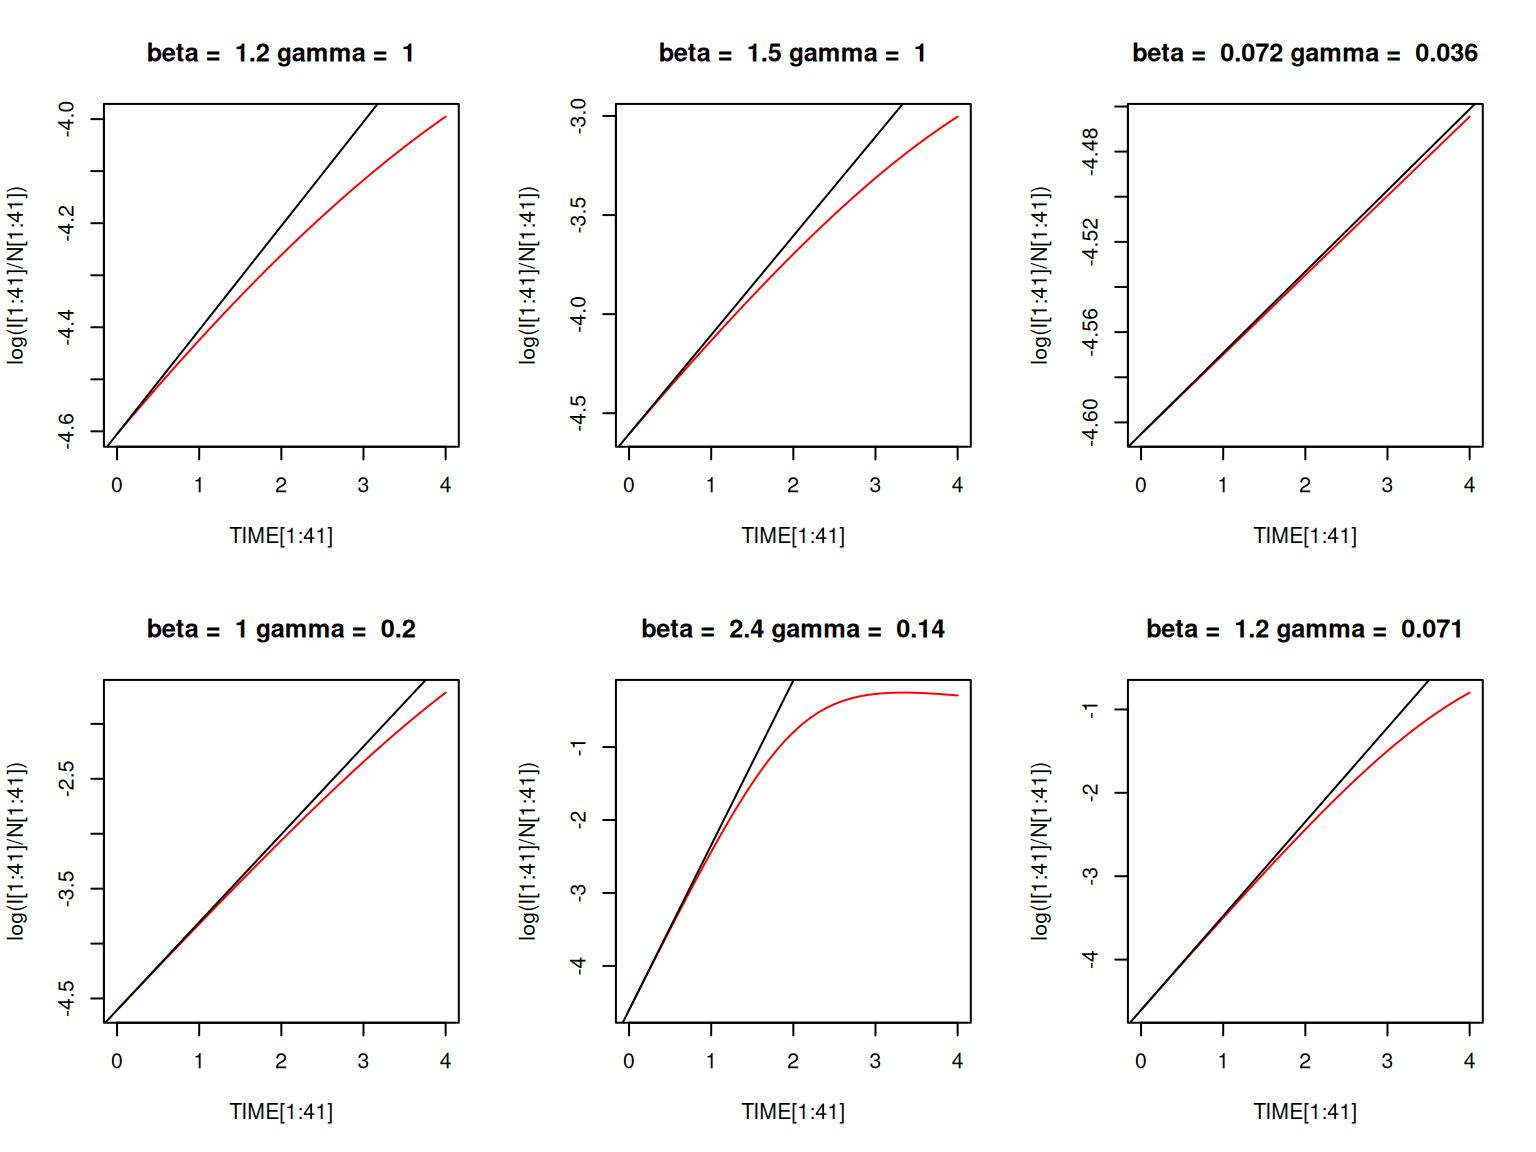 beta =  1.2 gamma =  1
log(I[1:41]/N[1:41])
-4.0
-4.2
-4.4
-4.6
0 1 2 3 4
TIME[1:41]
beta =  1.5 gamma =  1
log(I[1:41]/N[1:41])
-3.0
-3.5
-4.0
-4.5
0 1 2 3 4
TIME[1:41]
beta =  0.072 gamma =  0.036
log(I[1:41]/N[1:41])
-4.48
-4.52
-4.56
-4.60
0 1 2 3 4
TIME[1:41]
beta =  1 gamma =  0.2
log(I[1:41]/N[1:41])
-2.5
-3.5
-4.5
0 1 2 3 4
TIME[1:41]
beta =  2.4 gamma =  0.14
log(I[1:41]/N[1:41])
-1
-2
-3
-4
0 1 2 3 4
TIME[1:41]
beta =  1.2 gamma =  0.071
log(I[1:41]/N[1:41])
-1
-2
-3
-4
0 1 2 3 4
TIME[1:41]